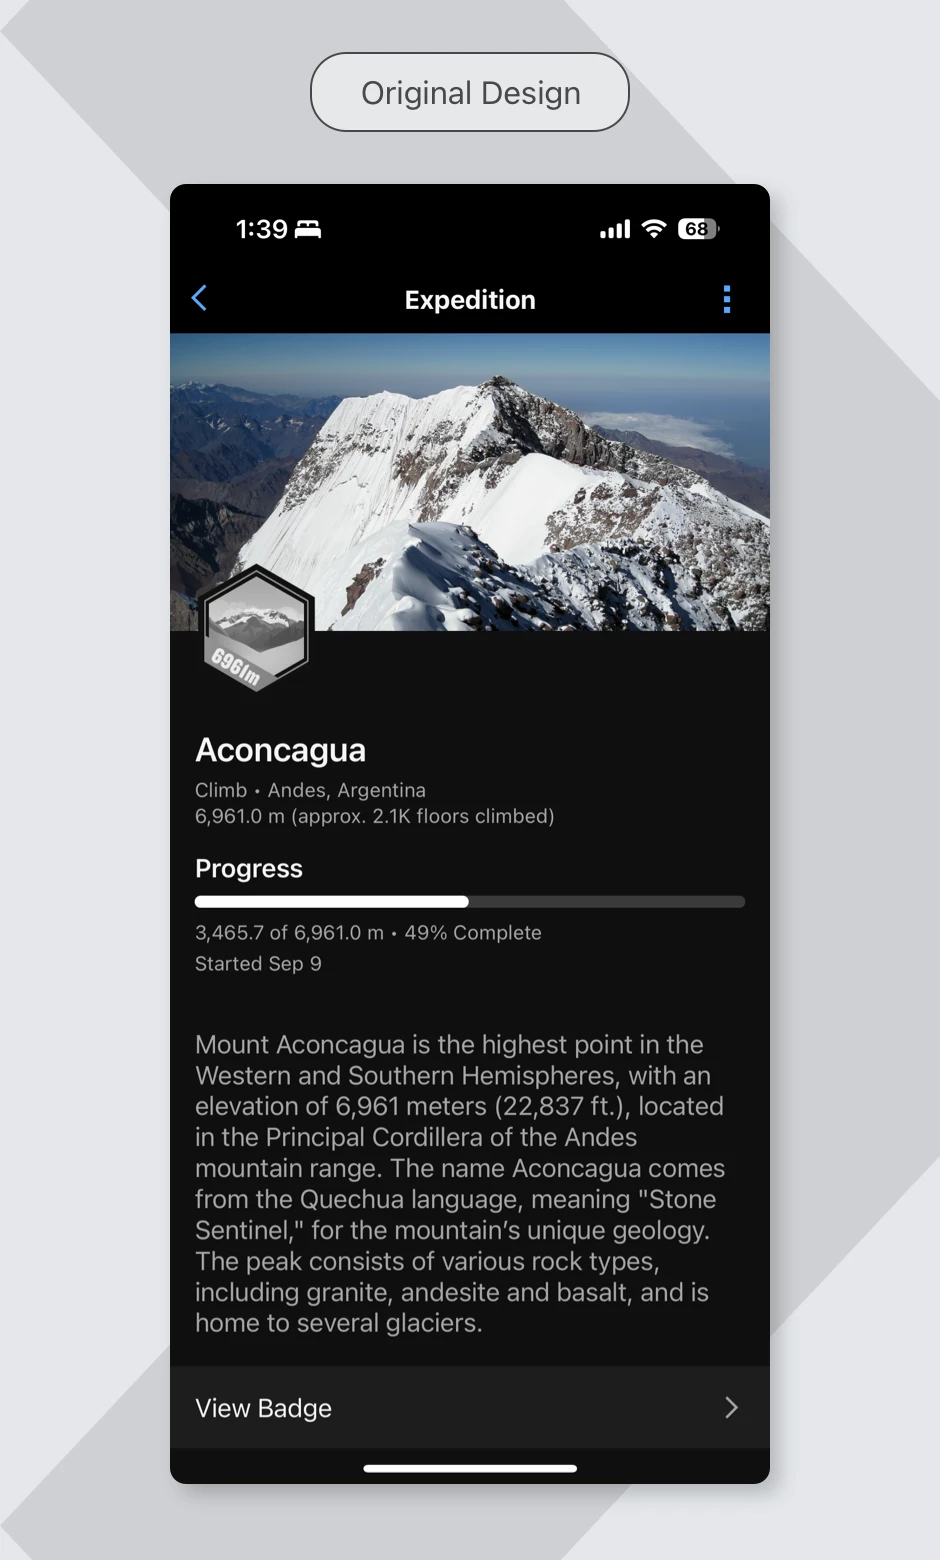 Original Design
1:39
68
Expedition
6961m
Aconcagua
Climb • Andes, Argentina
6,961.0 m (approx. 2.1K floors climbed)
Progress
3,465.7 of 6,961.0 m • 49% Complete
Started Sep 9
Mount Aconcagua is the highest point in the
Western and Southern Hemispheres, with an
elevation of 6,961 meters (22,837 ft.), located
in the Principal Cordillera of the Andes
mountain range. The name Aconcagua comes
from the Quechua language, meaning "Stone
Sentinel," for the mountain’s unique geology.
The peak consists of various rock types,
including granite, andesite and basalt, and is
home to several glaciers.
View Badge